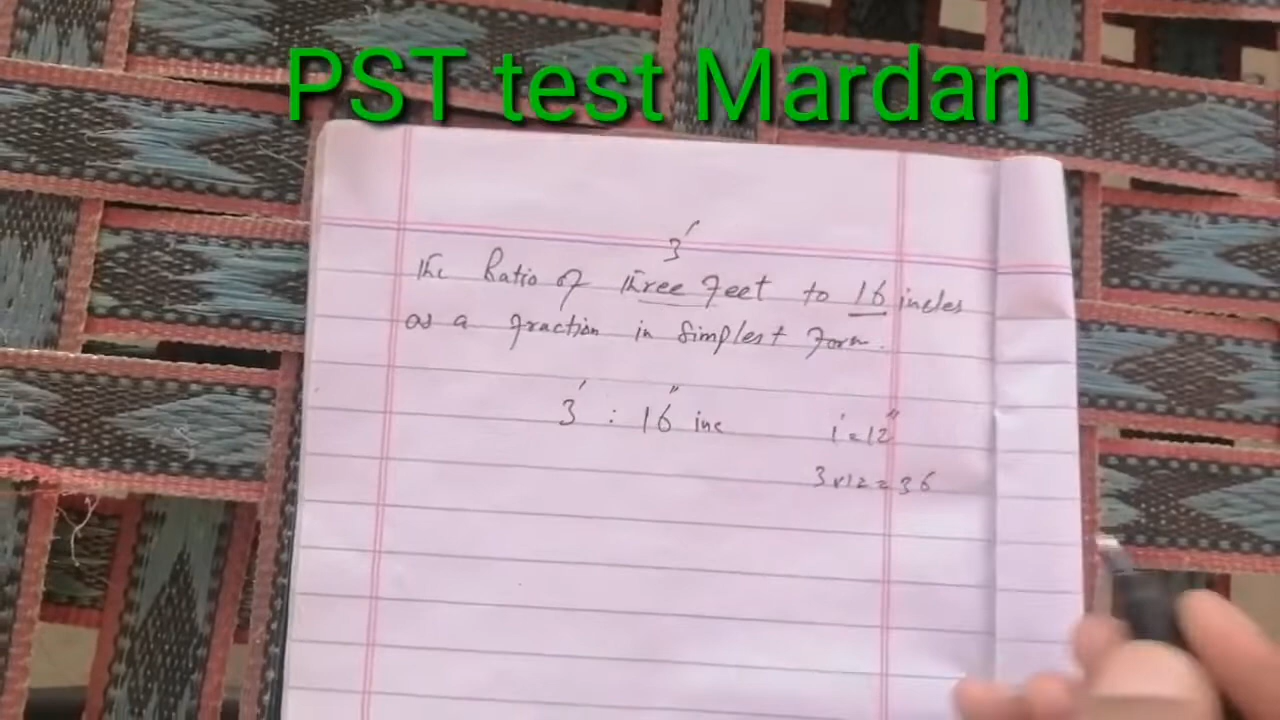 PST test Mardan
3'
The Ratio of three feet to 16 inches
as a fraction in Simplest form.
3' : 16" inc
1' = 12"
3x12 = 36